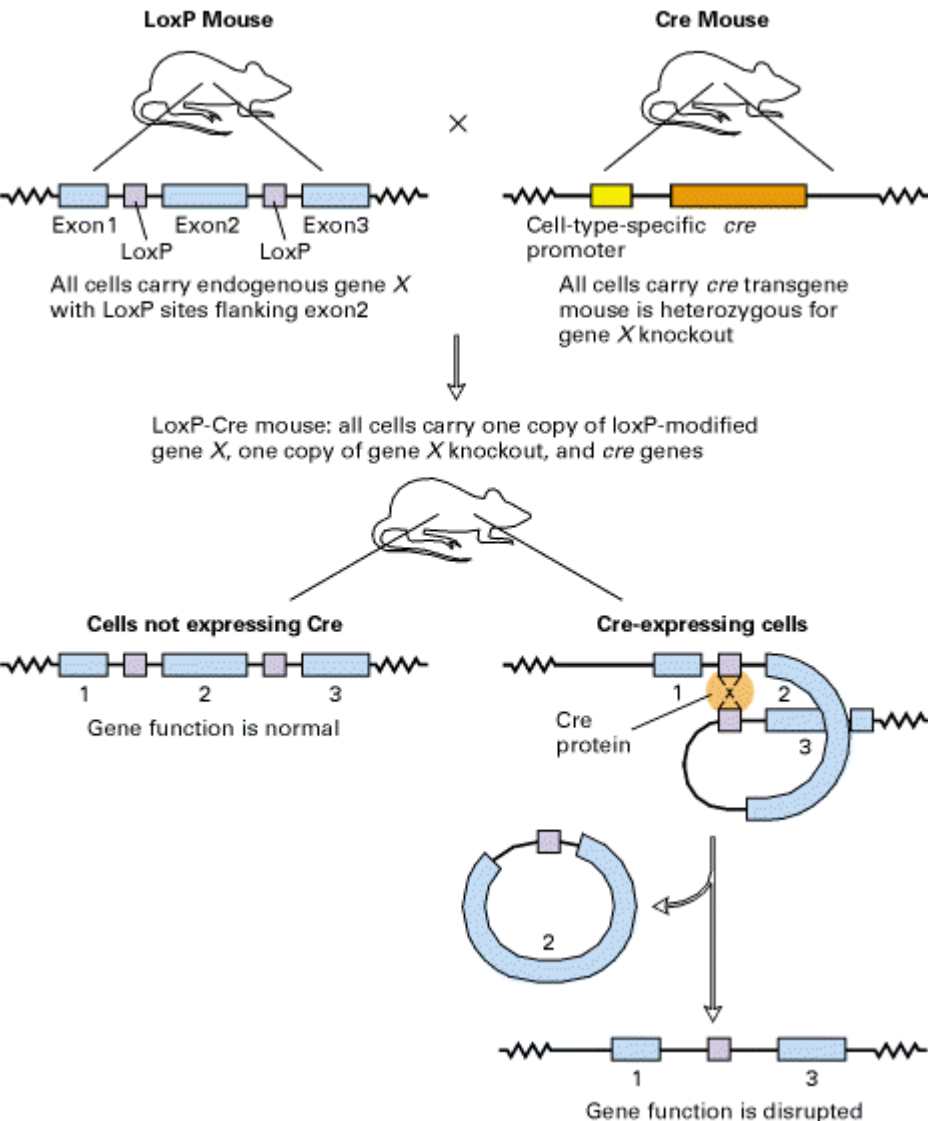 LoxP Mouse
Cre Mouse
×
Exon1
Exon2
Exon3
LoxP
LoxP
All cells carry endogenous gene X
with LoxP sites flanking exon2
Cell-type-specific
promoter
cre
All cells carry cre transgene
mouse is heterozygous for
gene X knockout
LoxP-Cre mouse: all cells carry one copy of loxP-modified
gene X, one copy of gene X knockout, and cre genes
Cells not expressing Cre
1
2
3
Gene function is normal
Cre-expressing cells
1
x
2
3
Cre
protein
2
1
3
Gene function is disrupted